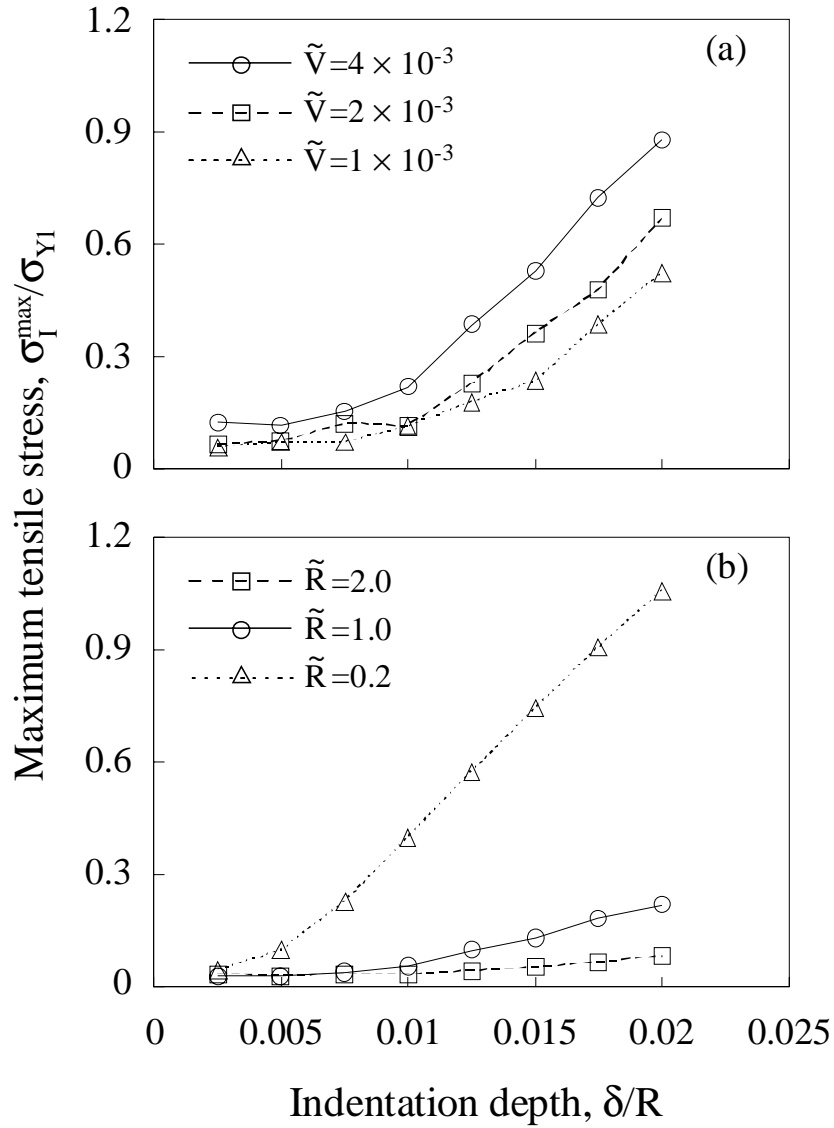 1.2
(a)
Ṽ=4 × 10⁻³
Ṽ=2 × 10⁻³
Ṽ=1 × 10⁻³
0.9
0.6
0.3
0
Maximum tensile stress, σ_I^max/σ_Y1
1.2
(b)
R̃=2.0
R̃=1.0
R̃=0.2
0.9
0.6
0.3
0
0 0.005 0.01 0.015 0.02 0.025
Indentation depth, δ/R